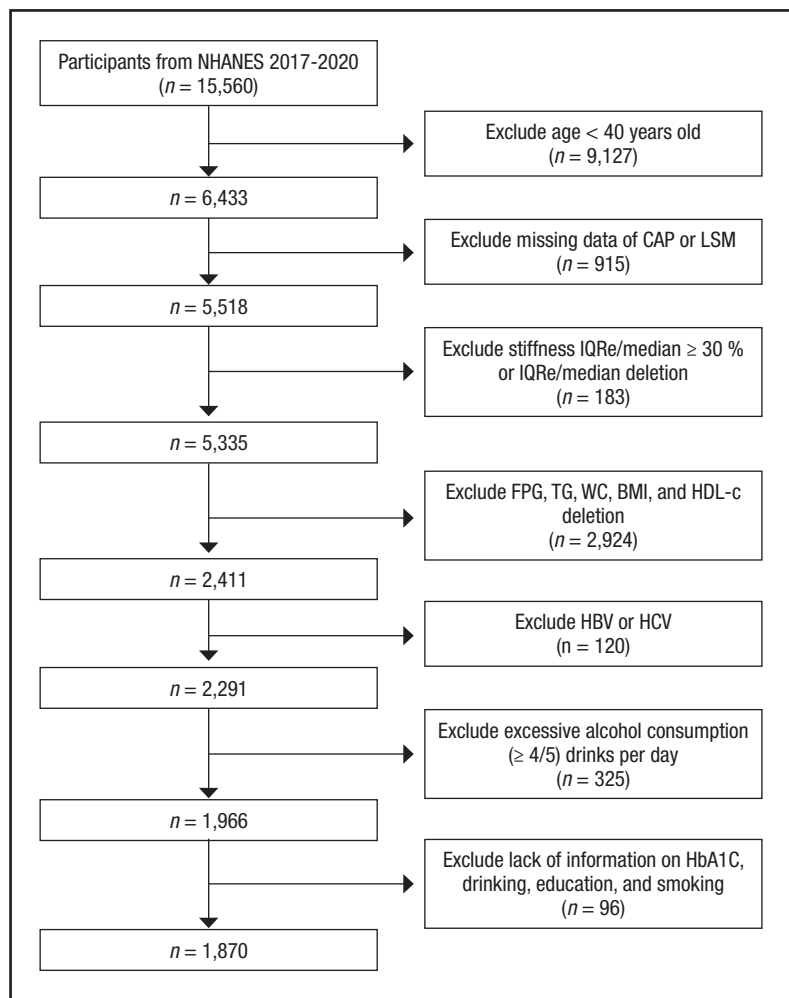 Participants from NHANES 2017-2020
(n = 15,560)
Exclude age < 40 years old
(n = 9,127)
n = 6,433
Exclude missing data of CAP or LSM
(n = 915)
n = 5,518
Exclude stiffness IQRe/median ≥ 30 %
or IQRe/median deletion
(n = 183)
n = 5,335
Exclude FPG, TG, WC, BMI, and HDL-c
deletion
(n = 2,924)
n = 2,411
Exclude HBV or HCV
(n = 120)
n = 2,291
Exclude excessive alcohol consumption
(≥ 4/5) drinks per day
(n = 325)
n = 1,966
Exclude lack of information on HbA1C,
drinking, education, and smoking
(n = 96)
n = 1,870